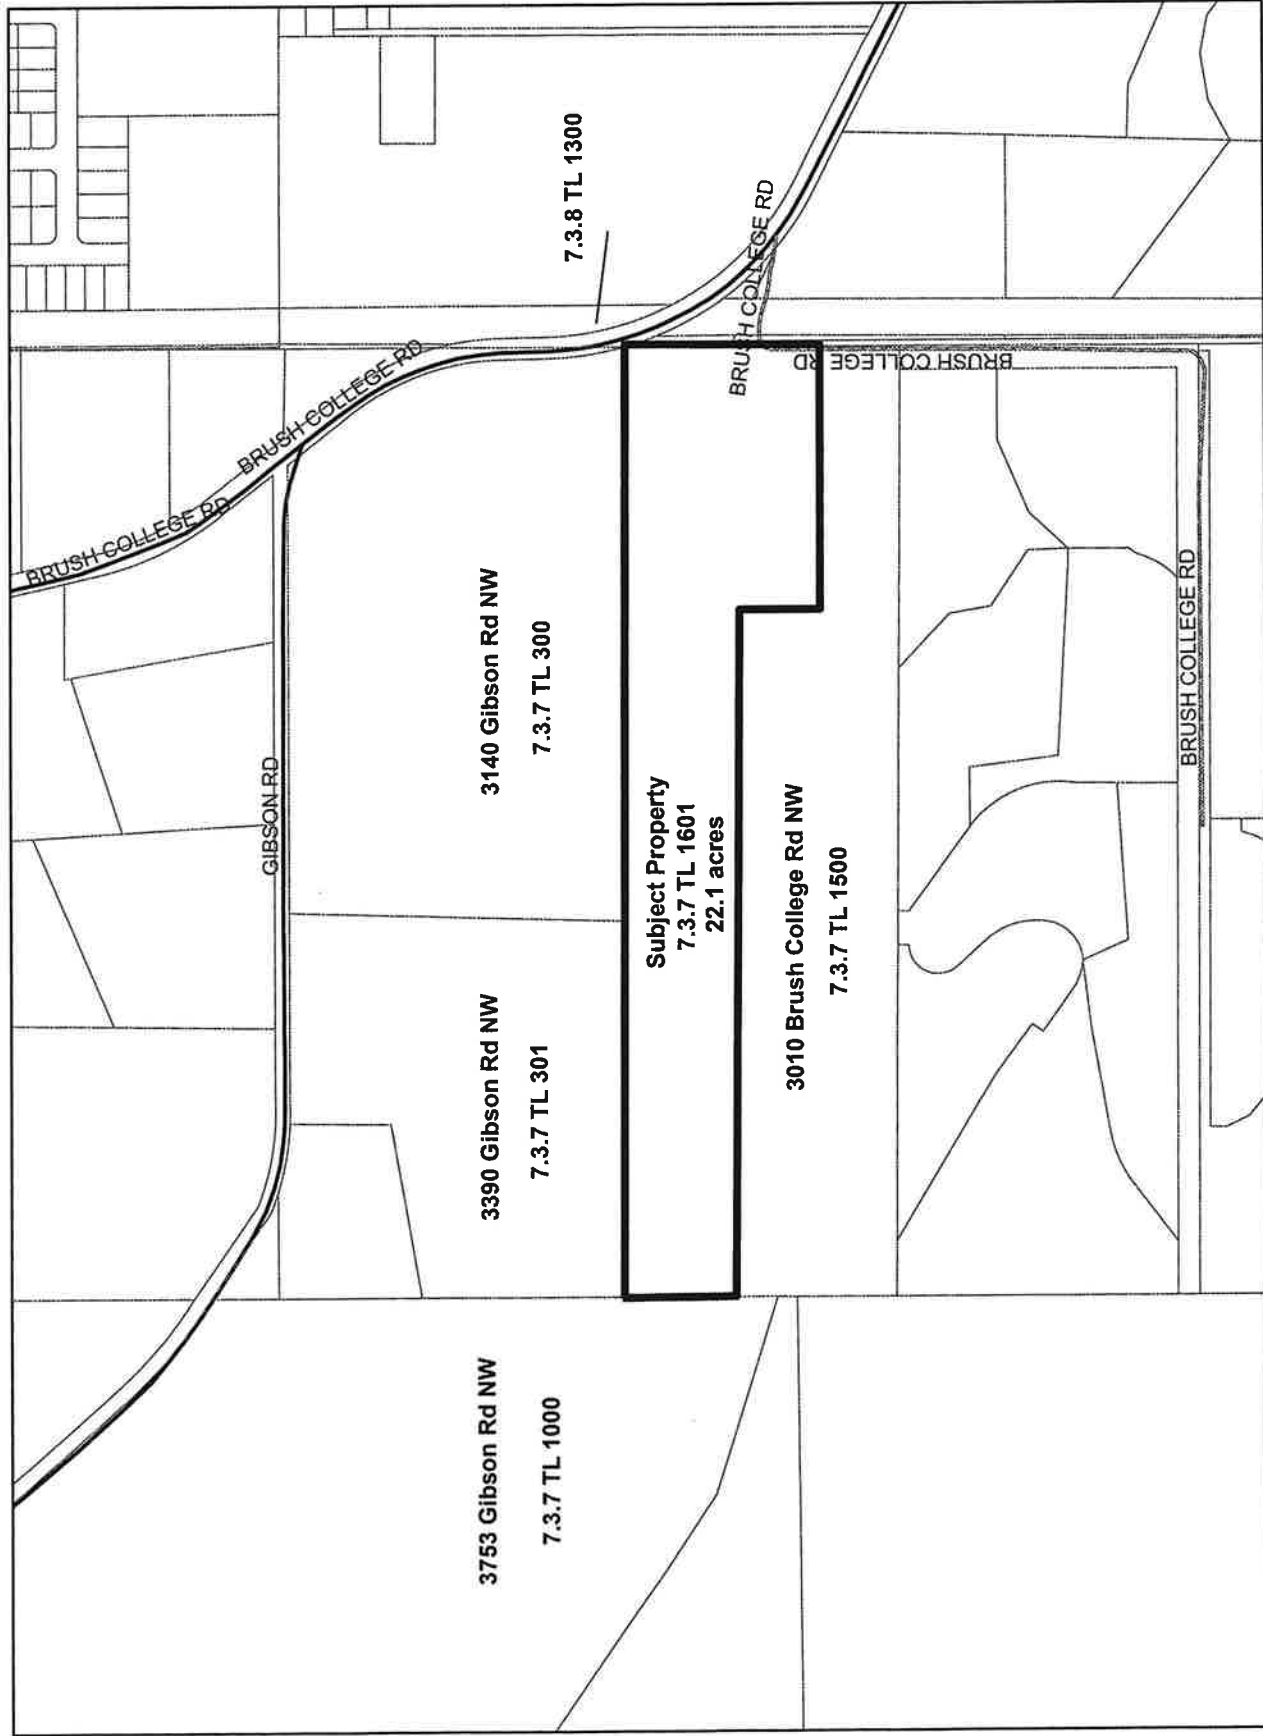 BRUSH COLLEGE RD
BRUSH COLLEGE RD
GIBSON RD
7.3.8 TL 1300
BRUSH COLLEGE RD
BRUSH COLLEGE RD
BRUSH COLLEGE RD
3753 Gibson Rd NW
7.3.7 TL 1000
3390 Gibson Rd NW
7.3.7 TL 301
3140 Gibson Rd NW
7.3.7 TL 300
Subject Property
7.3.7 TL 1601
22.1 acres
3010 Brush College Rd NW
7.3.7 TL 1500